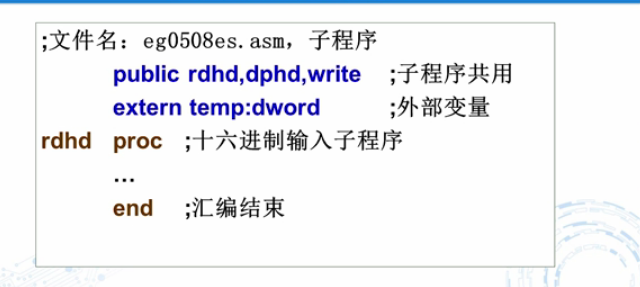 ;文件名：eg0508es.asm，子程序
public rdhd,dphd,write ;子程序共用
extern temp:dword ;外部变量
rdhd proc ;十六进制输入子程序
...
end ;汇编结束